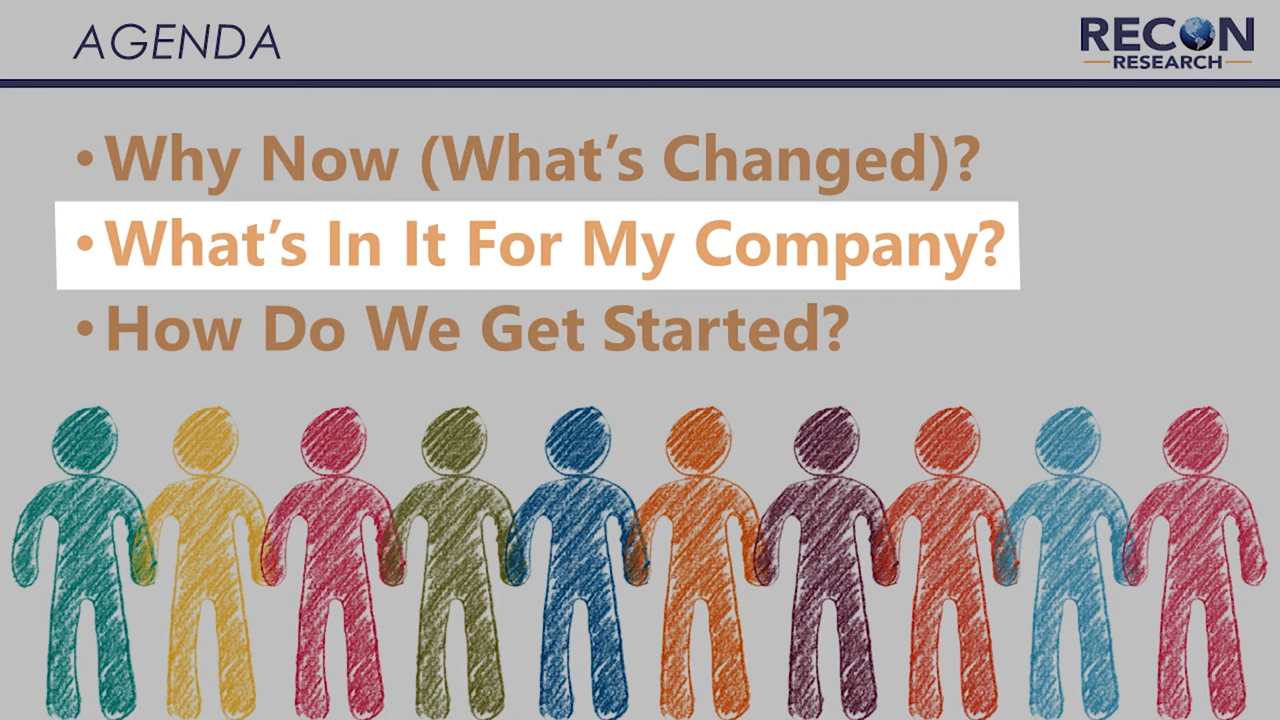 AGENDA
RECON
RESEARCH
• Why Now (What’s Changed)?
• What’s In It For My Company?
• How Do We Get Started?